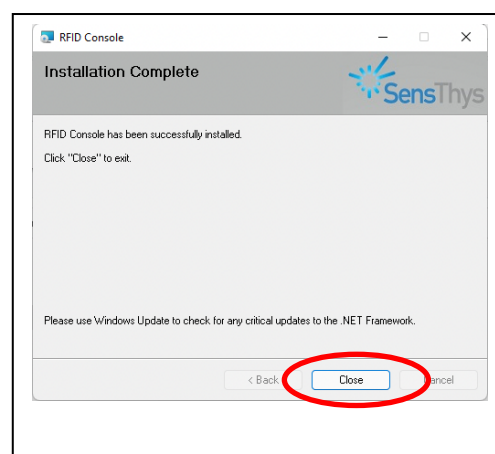 RFID Console
Installation Complete
SensThys
RFID Console has been successfully installed.
Click "Close" to exit.
Please use Windows Update to check for any critical updates to the .NET Framework.
< Back
Close
Cancel